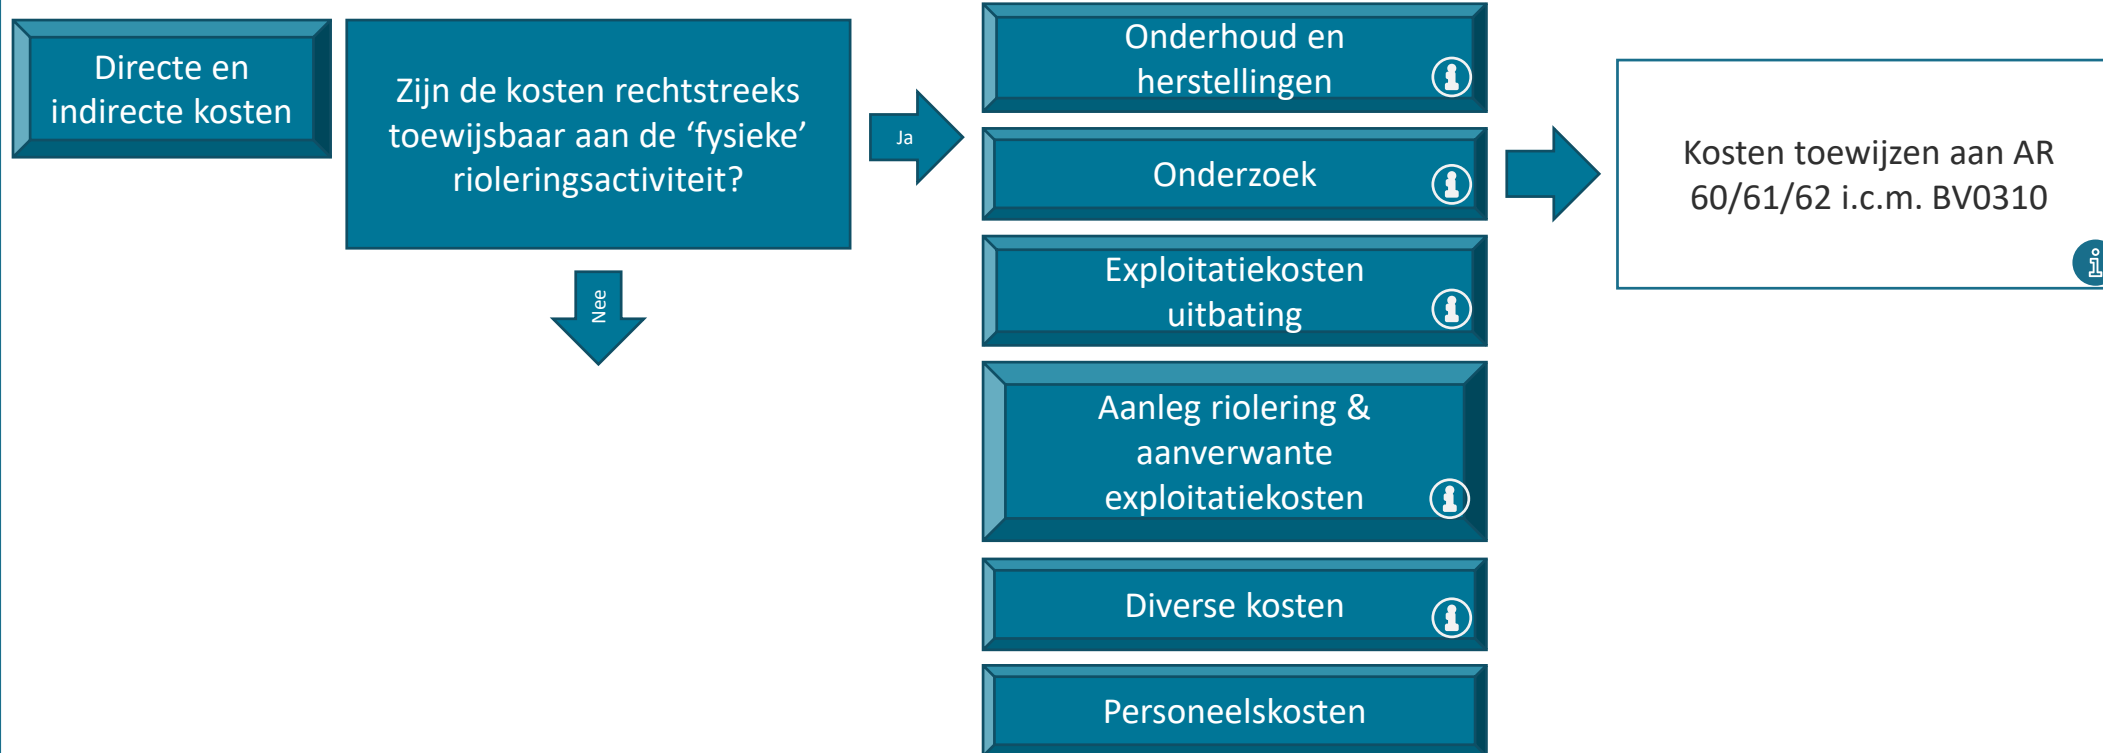 Directe en
indirecte kosten
Zijn de kosten rechtstreeks
toewijsbaar aan de ‘fysieke’
rioleringsactiviteit?
Ja
Nee
Onderhoud en
herstellingen
Onderzoek
Exploitatiekosten
uitbating
Aanleg riolering &
aanverwante
exploitatiekosten
Diverse kosten
Personeelskosten
Kosten toewijzen aan AR
60/61/62 i.c.m. BV0310